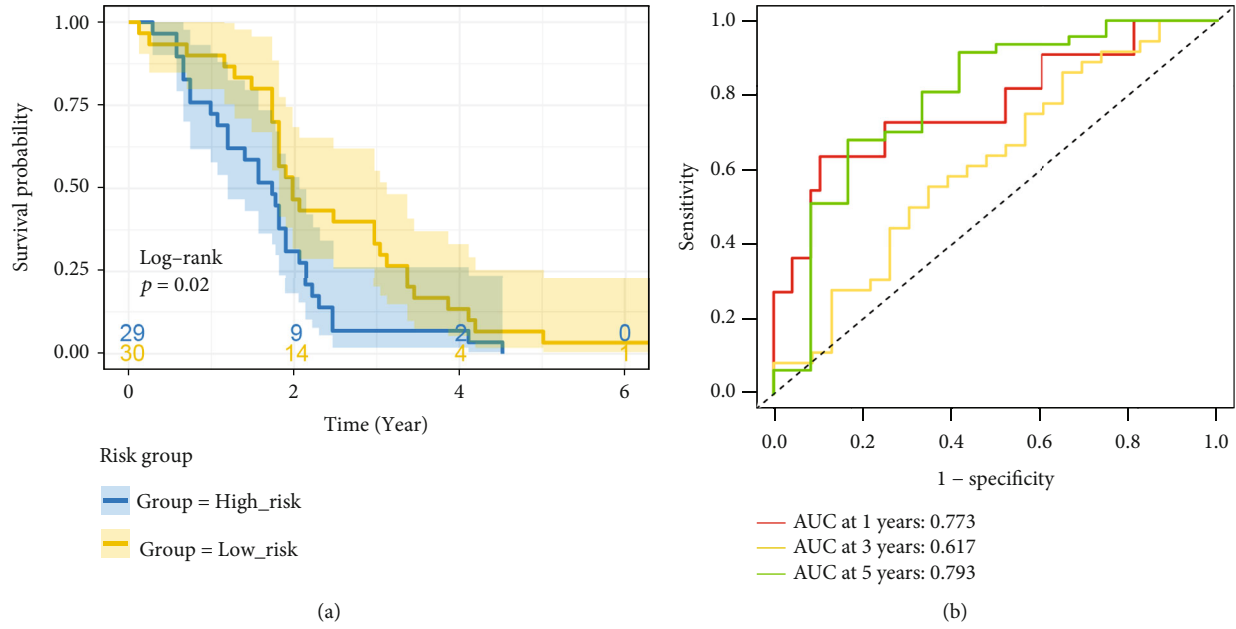 1.00
0.75
0.50
0.25
0.00
Survival probability
Log–rank
p = 0.02
29 9 2 0
30 14 4 1
0 2 4 6
Time (Year)
Risk group
Group = High_risk
Group = Low_risk
(a)
1.0
0.8
0.6
0.4
0.2
0.0
Sensitivity
0.0 0.2 0.4 0.6 0.8 1.0
1 – specificity
AUC at 1 years: 0.773
AUC at 3 years: 0.617
AUC at 5 years: 0.793
(b)